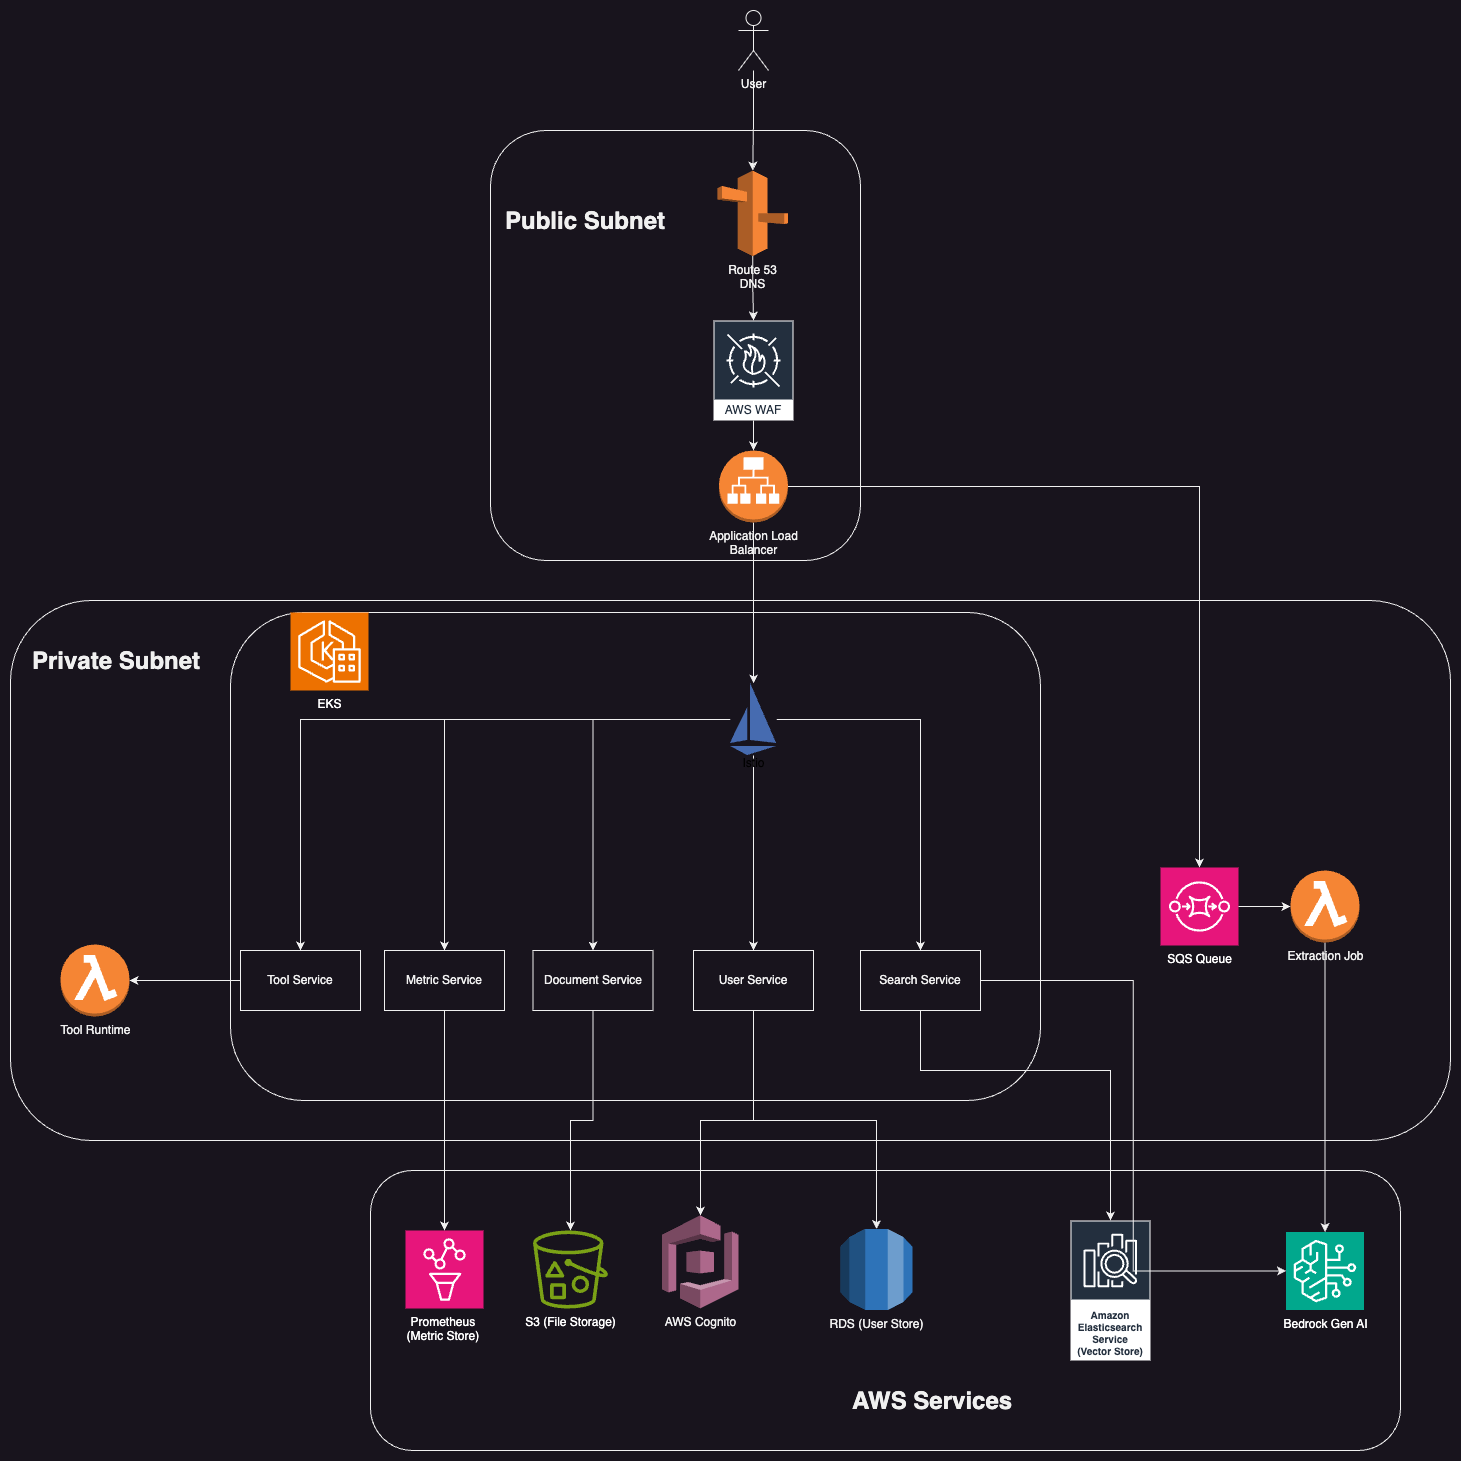 User
Public Subnet
Route 53
DNS
AWS WAF
Application Load
Balancer
Private Subnet
K
EKS
Istio
Tool Service
Metric Service
Document Service
User Service
Search Service
SQS Queue
Extraction Job
Tool Runtime
Prometheus
(Metric Store)
S3 (File Storage)
AWS Cognito
RDS (User Store)
Amazon
Elasticsearch
Service
(Vector Store)
Bedrock Gen AI
AWS Services